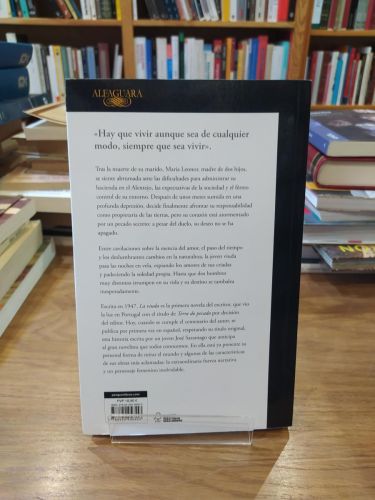 ALFAGUARA
«Hay que vivir aunque sea de cualquier
modo, siempre que sea vivir».
Tras la muerte de su marido, Maria Leonor, madre de dos hijos,
se siente abrumada ante las dificultades para administrar su
hacienda en el Alentejo, las expectativas de la sociedad y el férreo
control de su entorno. Después de unos meses sumida en una
profunda depresión, decide finalmente afrontar su responsabilidad
como propietaria de las tierras, pero su corazón está atormentado
por un pecado secreto: a pesar del duelo, su deseo no se ha
apagado.
Entre cavilaciones sobre la esencia del amor, el paso del tiempo
y los deslumbrantes cambios en la naturaleza, la joven viuda
pasa las noches en vela, espiando los amores de sus criadas
y padeciendo la soledad propia. Hasta que dos hombres
muy distintos irrumpen en su vida y su destino se tambalea
inesperadamente.
Escrita en 1947, La viuda es la primera novela del escritor, que vio
la luz en Portugal con el título de Terra do pecado por decisión
del editor. Hoy, cuando se cumple el centenario del autor, se
publica por primera vez en español, respetando su título original,
una historia escrita por un joven José Saramago que anticipa
al gran novelista que todos conocemos. En ella está ya presente su
personal forma de mirar el mundo y algunas de las características
de sus obras más aclamadas: la extraordinaria fuerza narrativa
y un personaje femenino inolvidable.